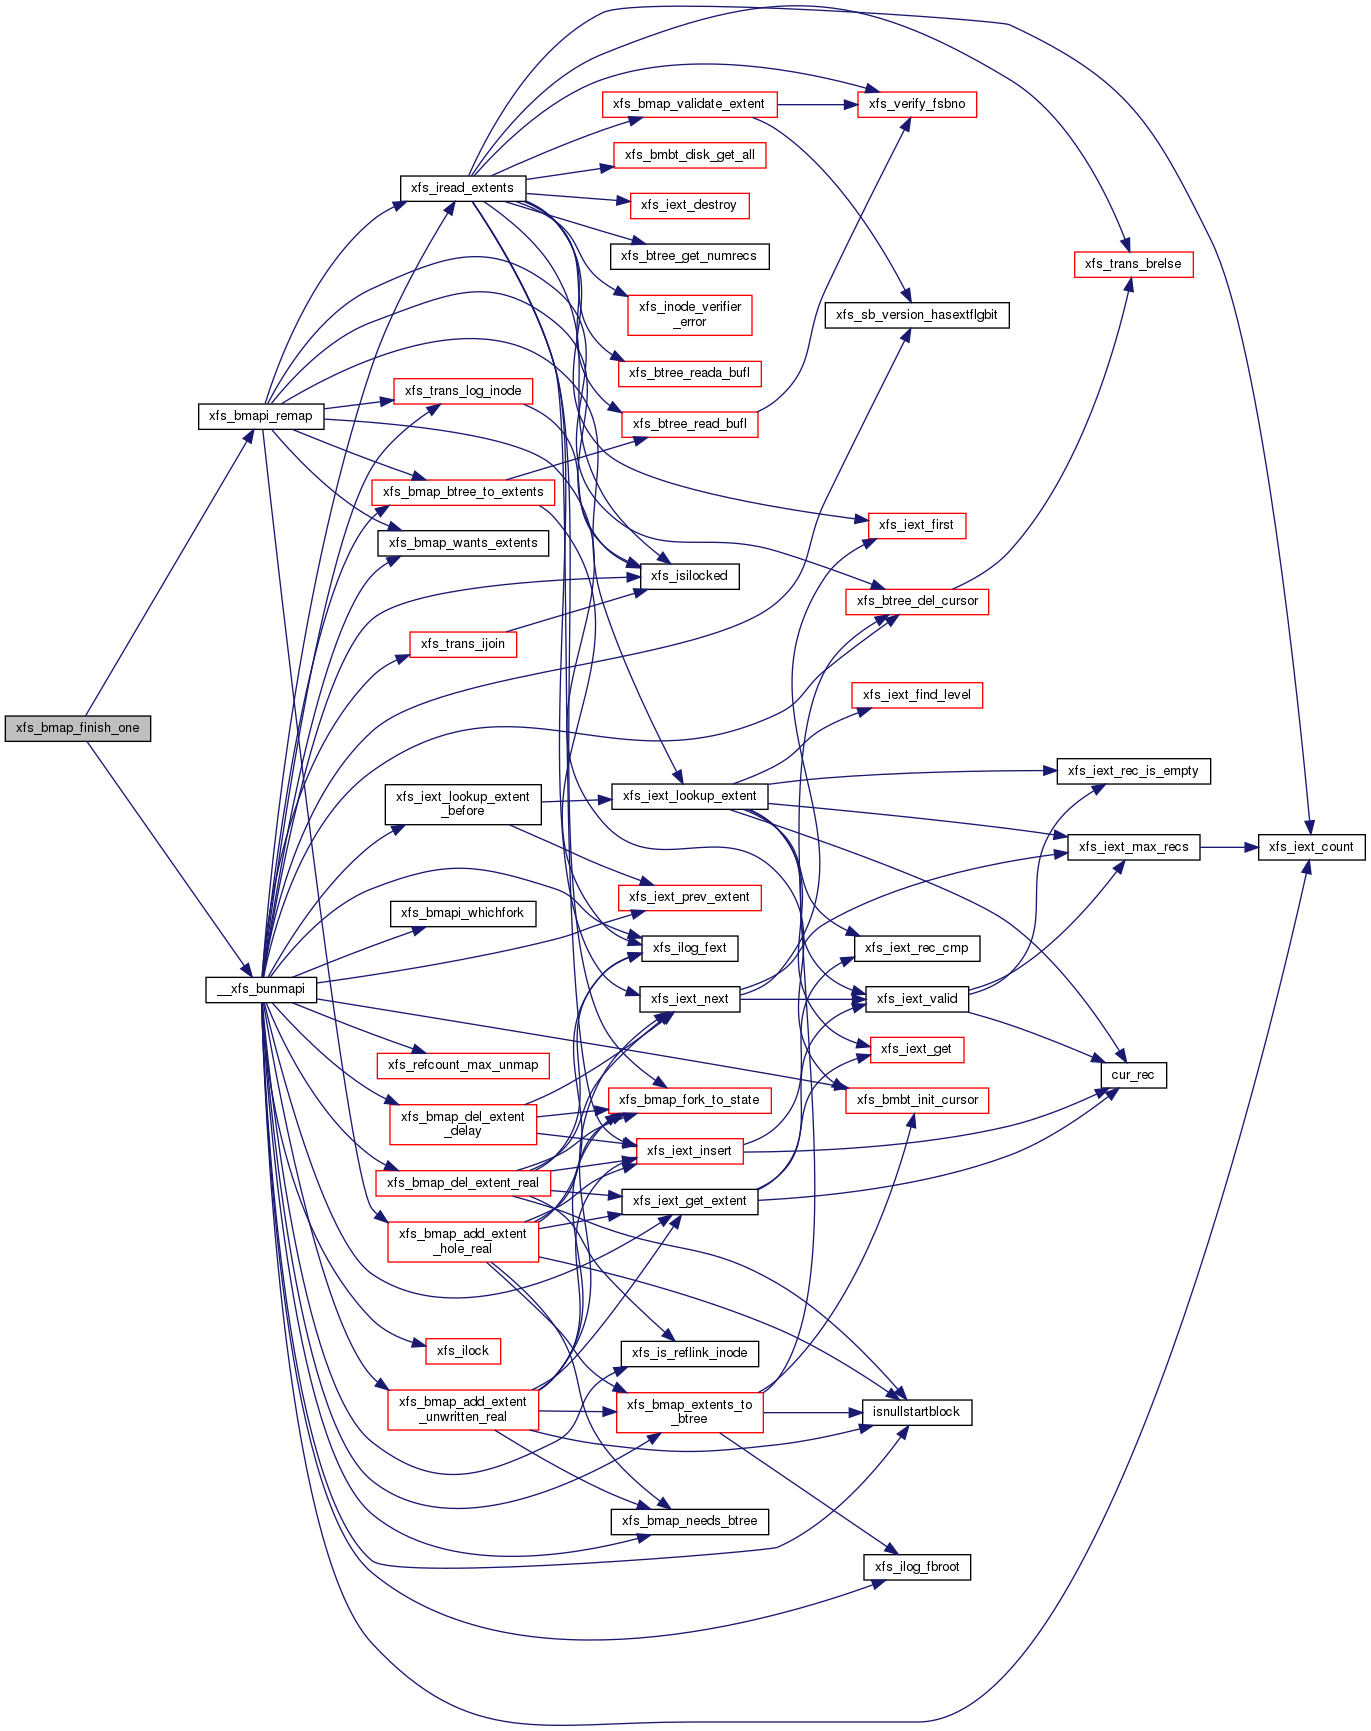 xfs_bmap_finish_one
xfs_bmapi_remap
__xfs_bunmapi
xfs_iread_extents
xfs_trans_log_inode
xfs_bmap_btree_to_extents
xfs_bmap_wants_extents
xfs_trans_ijoin
xfs_iext_lookup_extent
_before
xfs_bmapi_whichfork
xfs_refcount_max_unmap
xfs_bmap_del_extent
_delay
xfs_bmap_del_extent_real
xfs_bmap_add_extent
_hole_real
xfs_ilock
xfs_bmap_add_extent
_unwritten_real
xfs_bmap_validate_extent
xfs_bmbt_disk_get_all
xfs_iext_destroy
xfs_btree_get_numrecs
xfs_inode_verifier
_error
xfs_btree_reada_bufl
xfs_btree_read_bufl
xfs_isilocked
xfs_iext_lookup_extent
xfs_iext_prev_extent
xfs_ilog_fext
xfs_iext_next
xfs_bmap_fork_to_state
xfs_iext_insert
xfs_iext_get_extent
xfs_is_reflink_inode
xfs_bmap_extents_to
_btree
xfs_bmap_needs_btree
xfs_verify_fsbno
xfs_sb_version_hasextflgbit
xfs_iext_first
xfs_btree_del_cursor
xfs_iext_find_level
xfs_iext_rec_cmp
xfs_iext_valid
xfs_iext_get
xfs_bmbt_init_cursor
isnullstartblock
xfs_ilog_fbroot
xfs_trans_brelse
xfs_iext_rec_is_empty
xfs_iext_max_recs
cur_rec
xfs_iext_count